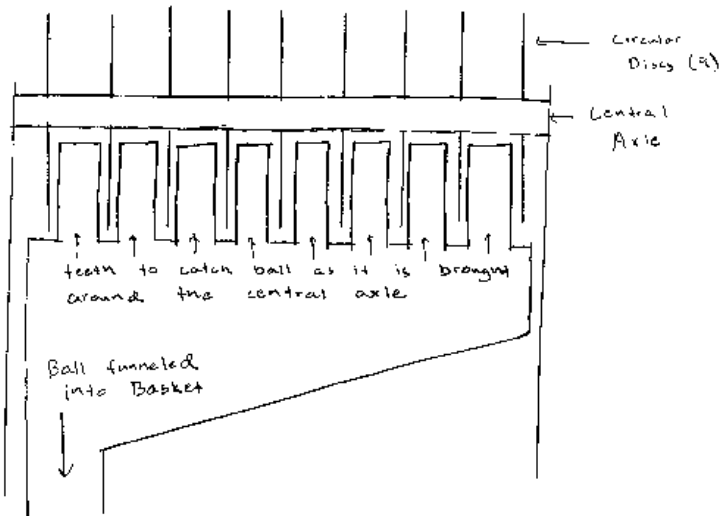 Circular
Discs (9)
Central
Axle
teeth to catch ball as it is brought
around the central axle
Ball funneled
into Basket